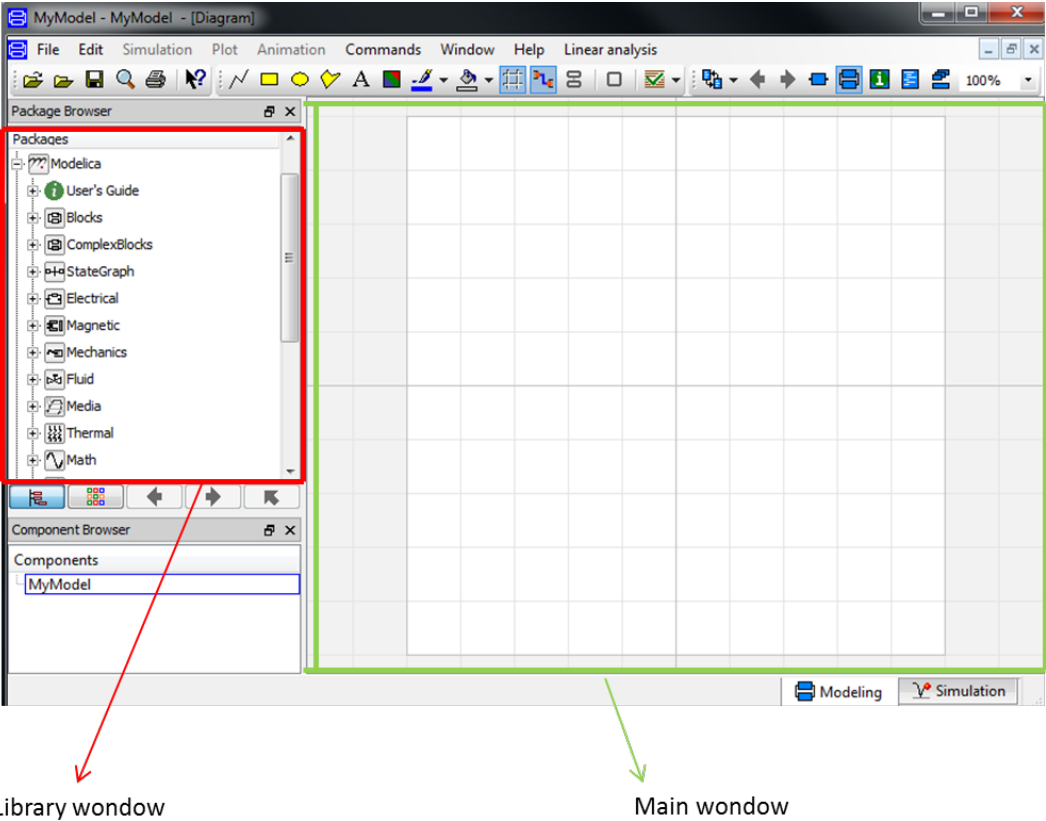 MyModel - MyModel - [Diagram]
File Edit Simulation Plot Animation Commands Window Help Linear analysis
A 100%
Package Browser
Packages
Modelica
User's Guide
Blocks
ComplexBlocks
StateGraph
Electrical
Magnetic
Mechanics
Fluid
Media
Thermal
Math
Component Browser
Components
MyModel
Modeling Simulation
Library wondow
Main wondow